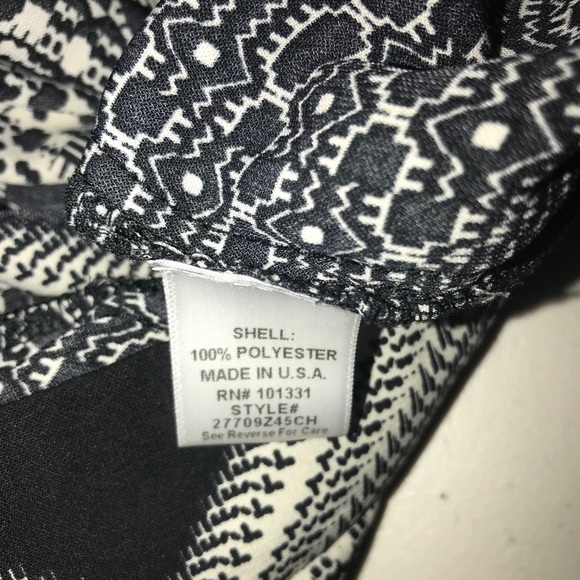 SHELL:
100% POLYESTER
MADE IN U.S.A.
RN# 101331
STYLE#
27709Z45CH
See Reverse For Care